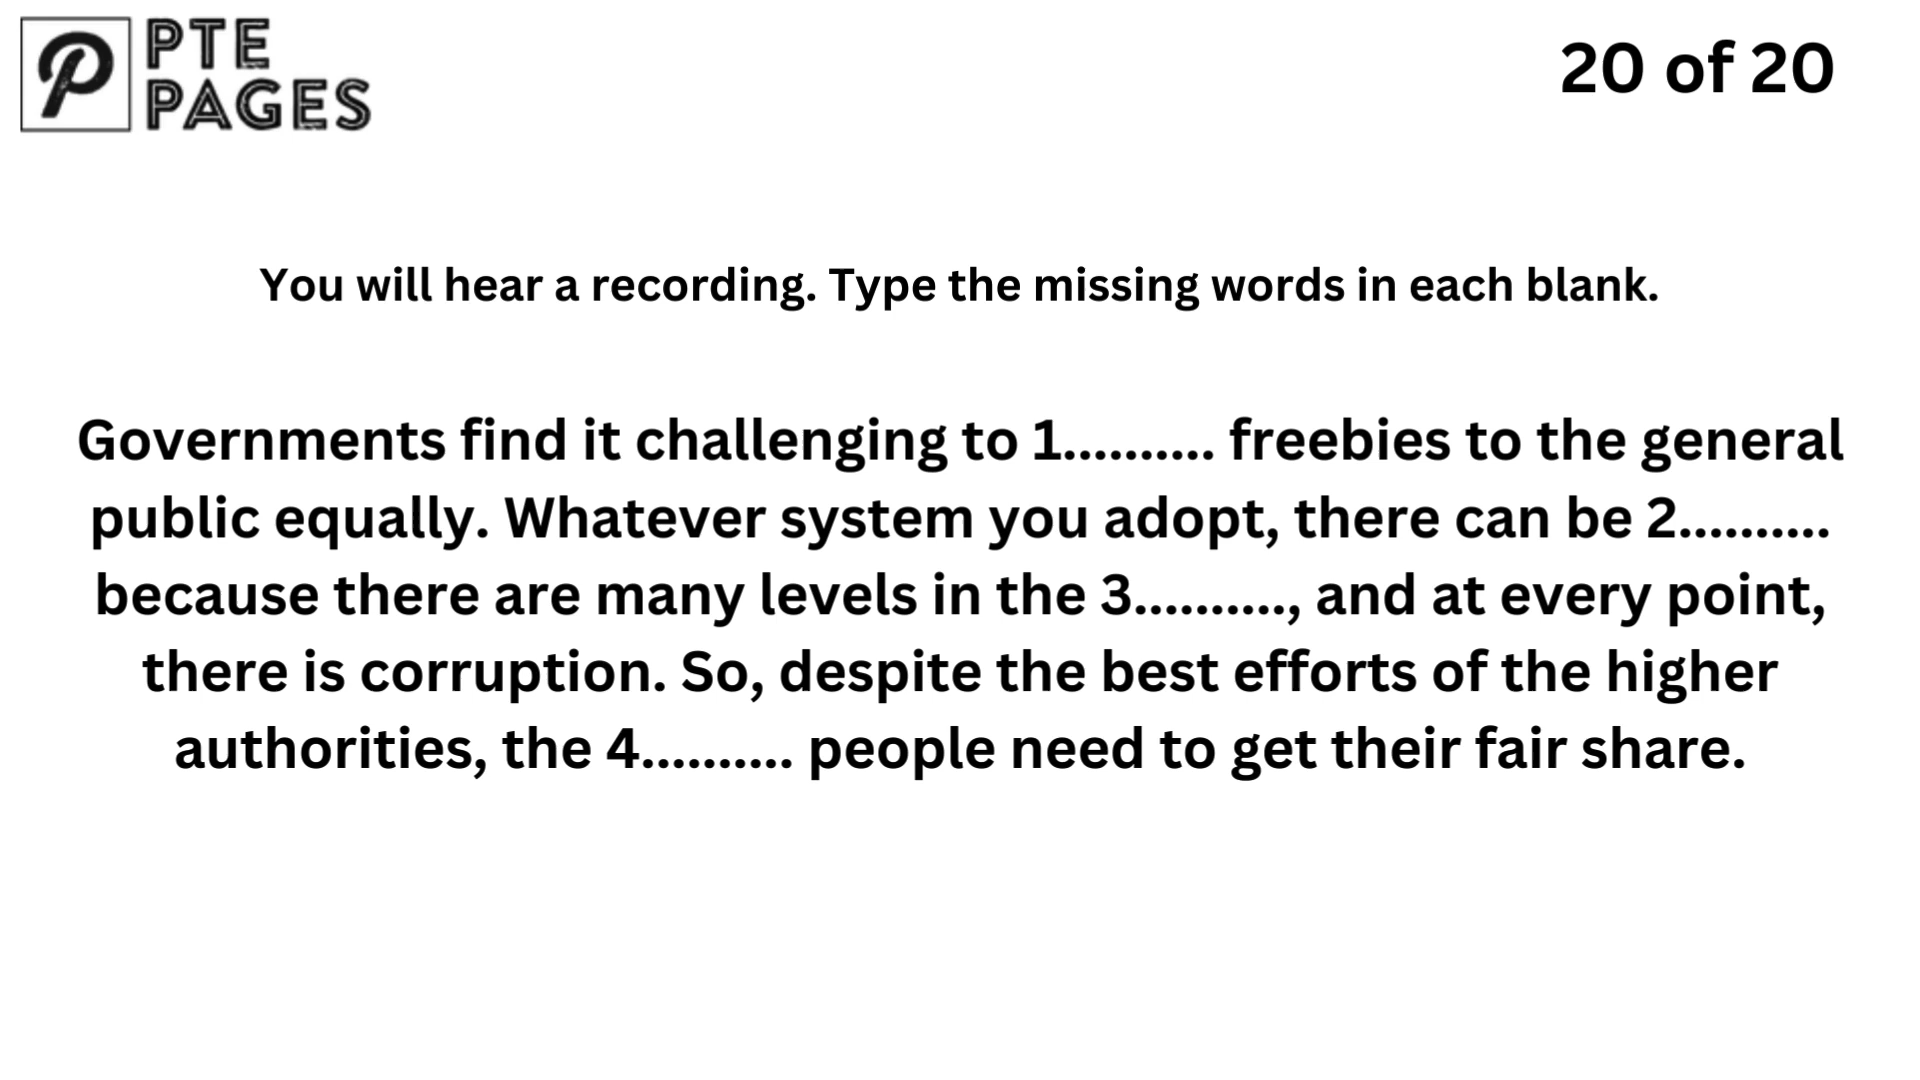 PTE
PAGES
20 of 20
You will hear a recording. Type the missing words in each blank.
Governments find it challenging to 1.......... freebies to the general
public equally. Whatever system you adopt, there can be 2..........
because there are many levels in the 3.........., and at every point,
there is corruption. So, despite the best efforts of the higher
authorities, the 4.......... people need to get their fair share.